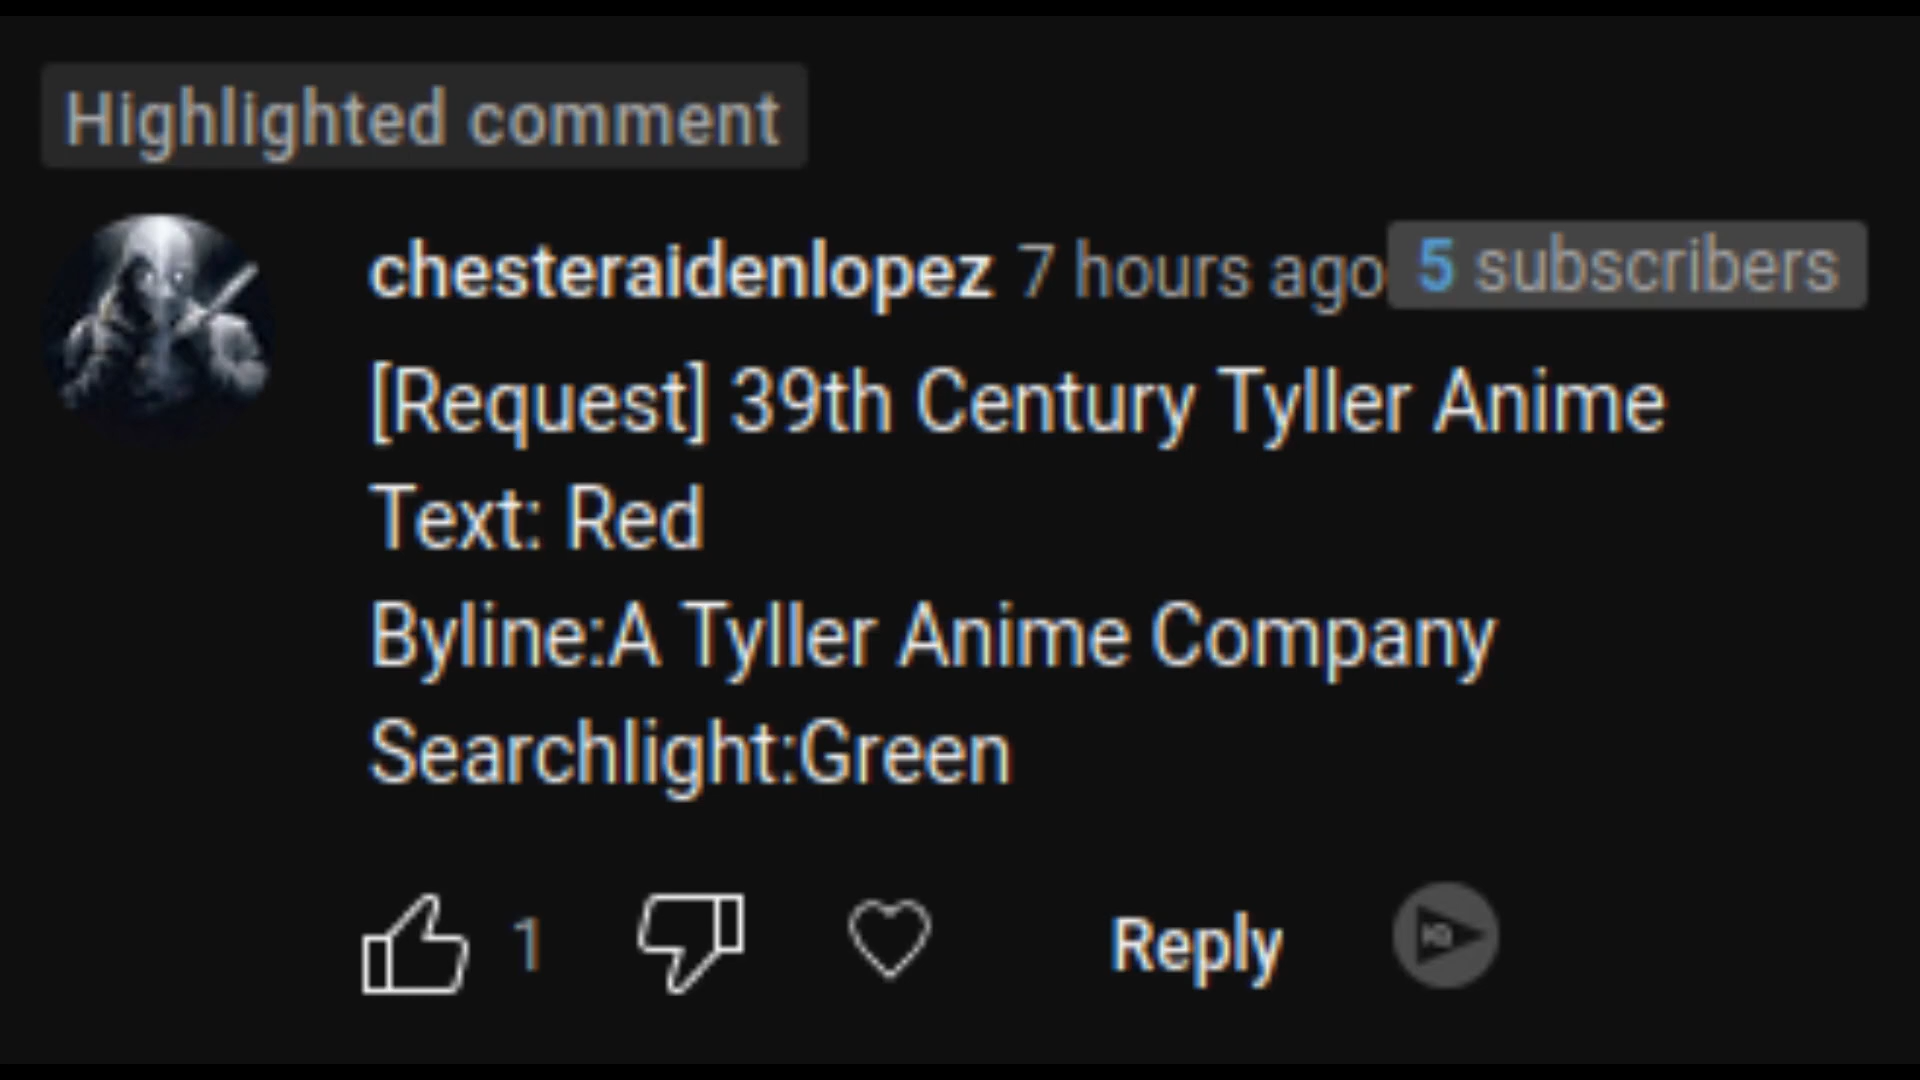 Highlighted comment
chesteraidenlopez 7 hours ago 5 subscribers
[Request] 39th Century Tyller Anime
Text: Red
Byline:A Tyller Anime Company
Searchlight:Green
1 Reply